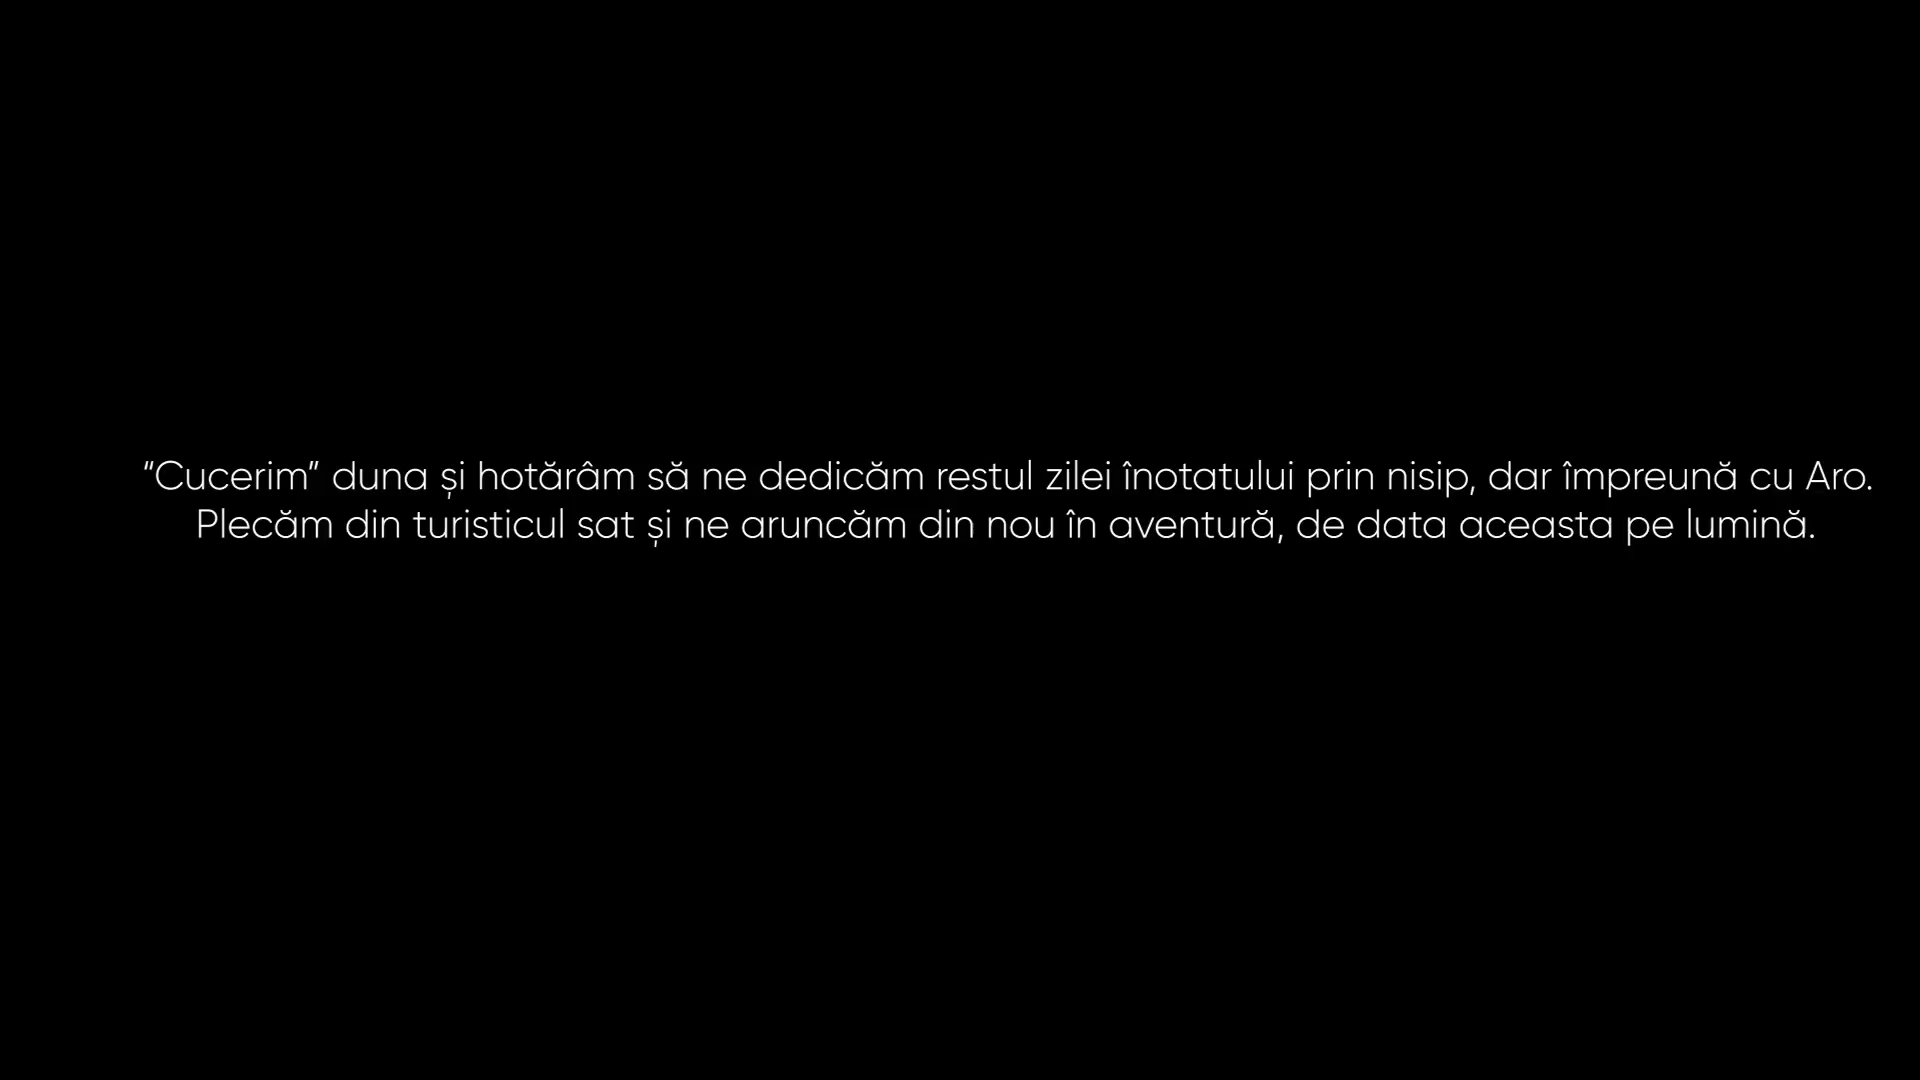 “Cucerim” duna și hotărâm să ne dedicăm restul zilei înotatului prin nisip, dar împreună cu Aro.
Plecăm din turisticul sat și ne aruncăm din nou în aventură, de data aceasta pe lumină.